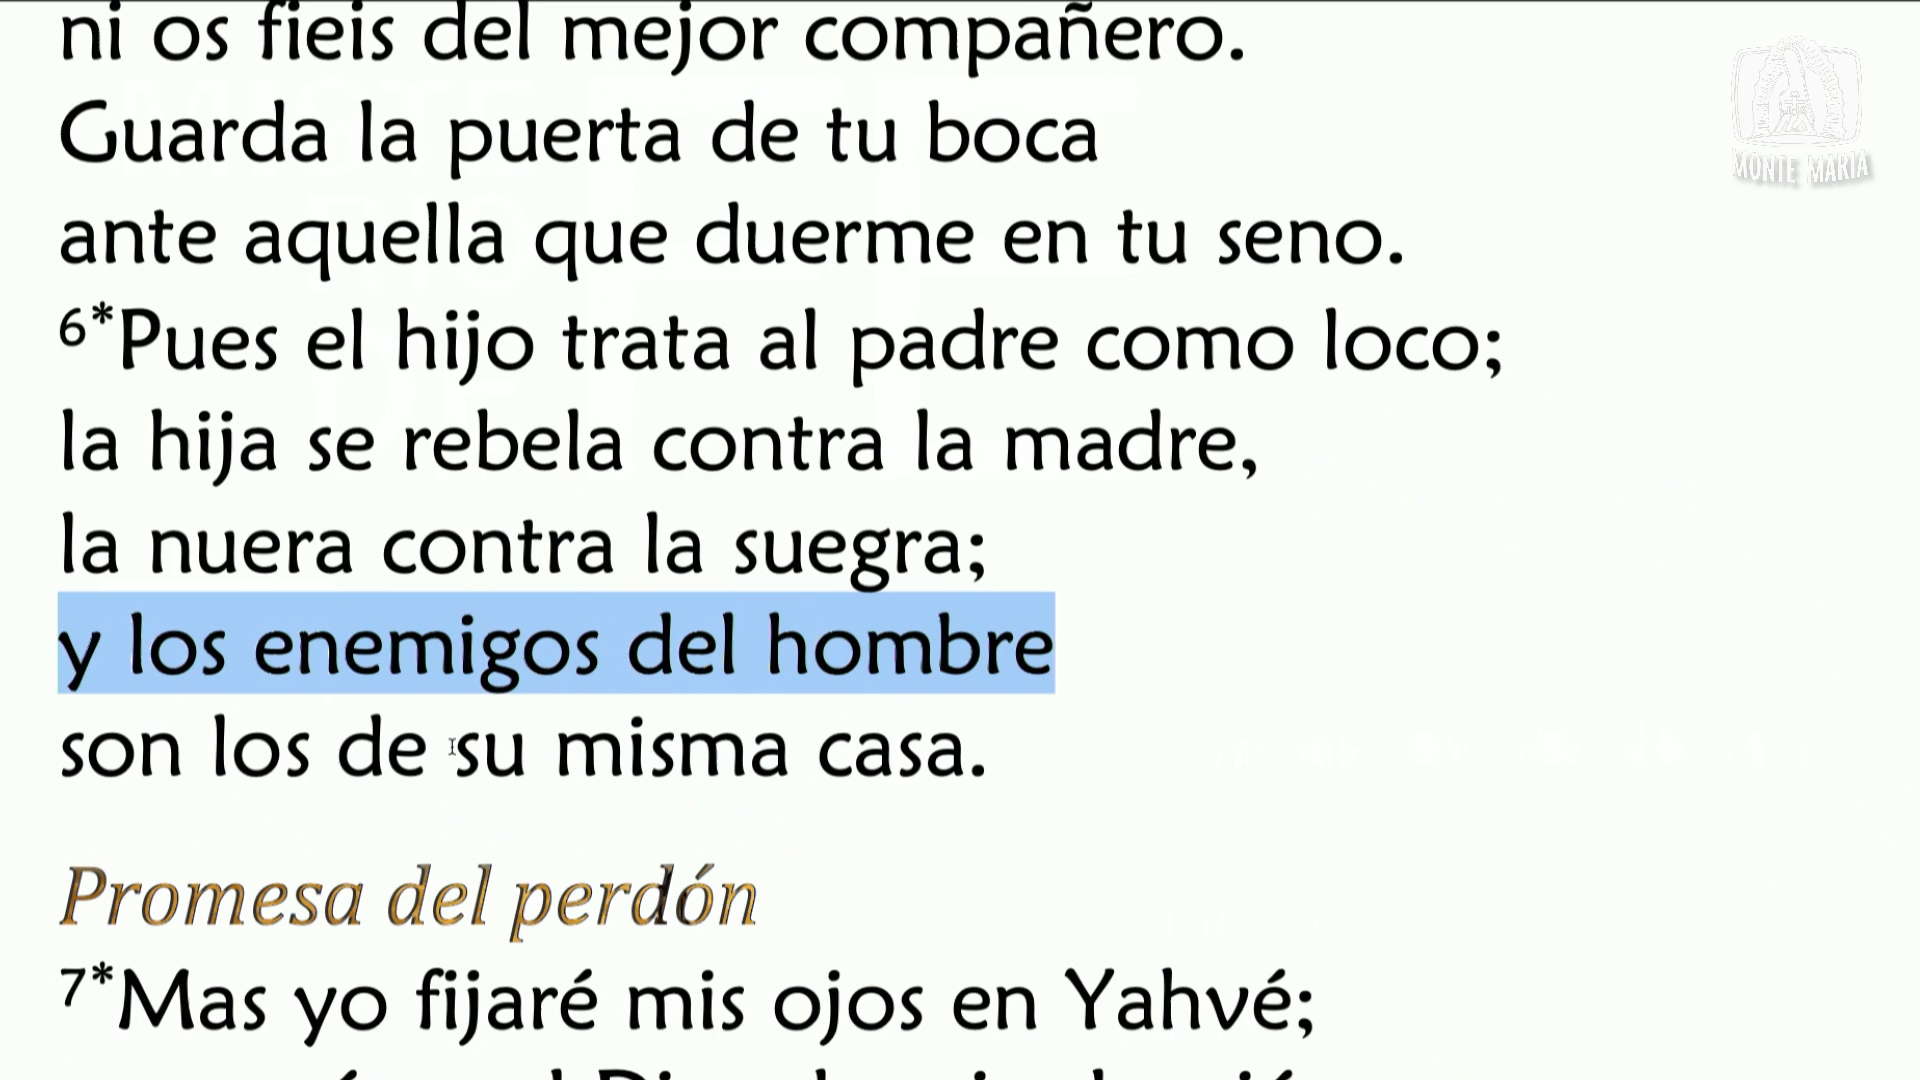 ni os fieis del mejor compañero.
Guarda la puerta de tu boca
ante aquella que duerme en tu seno.
6*Pues el hijo trata al padre como loco;
la hija se rebela contra la madre,
la nuera contra la suegra;
y los enemigos del hombre
son los de su misma casa.
Promesa del perdón
7*Mas yo fijaré mis ojos en Yahvé;
MONTE MARIA